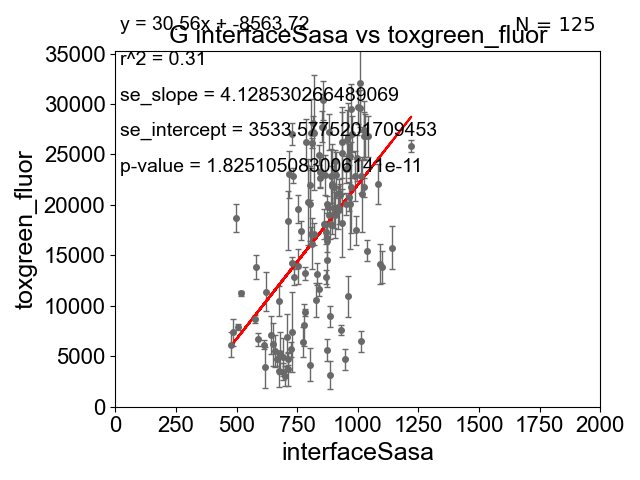 y = 30.56x + -8563.72
N = 125
G interfaceSasa vs toxgreen_fluor
r^2 = 0.31
se_slope = 4.128530266489069
se_intercept = 3533.5775201709453
p-value = 1.825105083006141e-11
35000
30000
25000
20000
15000
10000
5000
0
toxgreen_fluor
0 250 500 750 1000 1250 1500 1750 2000
interfaceSasa